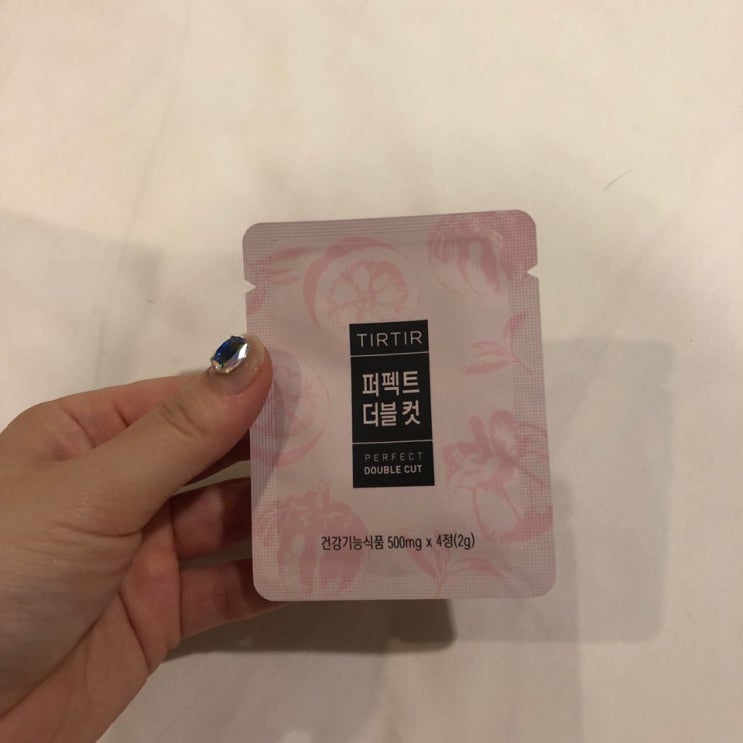 TIRTIR
퍼펙트
더블 컷
PERFECT
DOUBLE CUT
건강기능식품 500mg x 4정(2g)